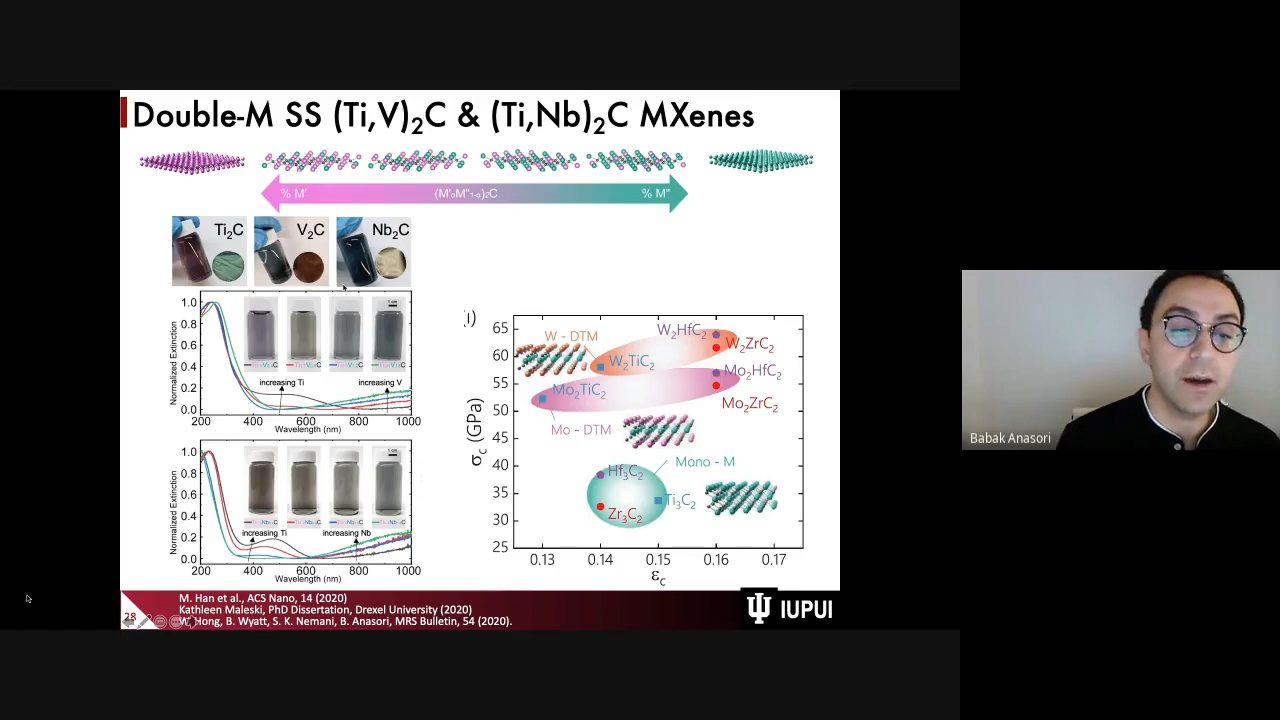 Double-M SS (Ti,V)₂C & (Ti,Nb)₂C MXenes
% M'
(M'αM"1-α)₂C
% M"
Ti₂C
V₂C
Nb₂C
Normalized Extinction
1.0
0.8
0.6
0.4
0.2
0.0
1 cm
increasing Ti
increasing V
200 400 600 800 1000
Wavelength (nm)
Normalized Extinction
1.0
0.8
0.6
0.4
0.2
0.0
1 cm
increasing Ti
increasing Nb
200 400 600 800 1000
Wavelength (nm)
σc (GPa)
65
60
55
50
45
40
35
30
25
W - DTM
W₂HfC₂
W₂ZrC₂
W₂TiC₂
Mo₂HfC₂
Mo₂TiC₂
Mo₂ZrC₂
Mo - DTM
Mono - M
Hf₃C₂
Ti₃C₂
Zr₃C₂
0.13 0.14 0.15 0.16 0.17
εc
28
M. Han et al., ACS Nano, 14 (2020)
Kathleen Maleski, PhD Dissertation, Drexel University (2020)
W. Hong, B. Wyatt, S. K. Nemani, B. Anasori, MRS Bulletin, 54 (2020).
IUPUI
Babak Anasori